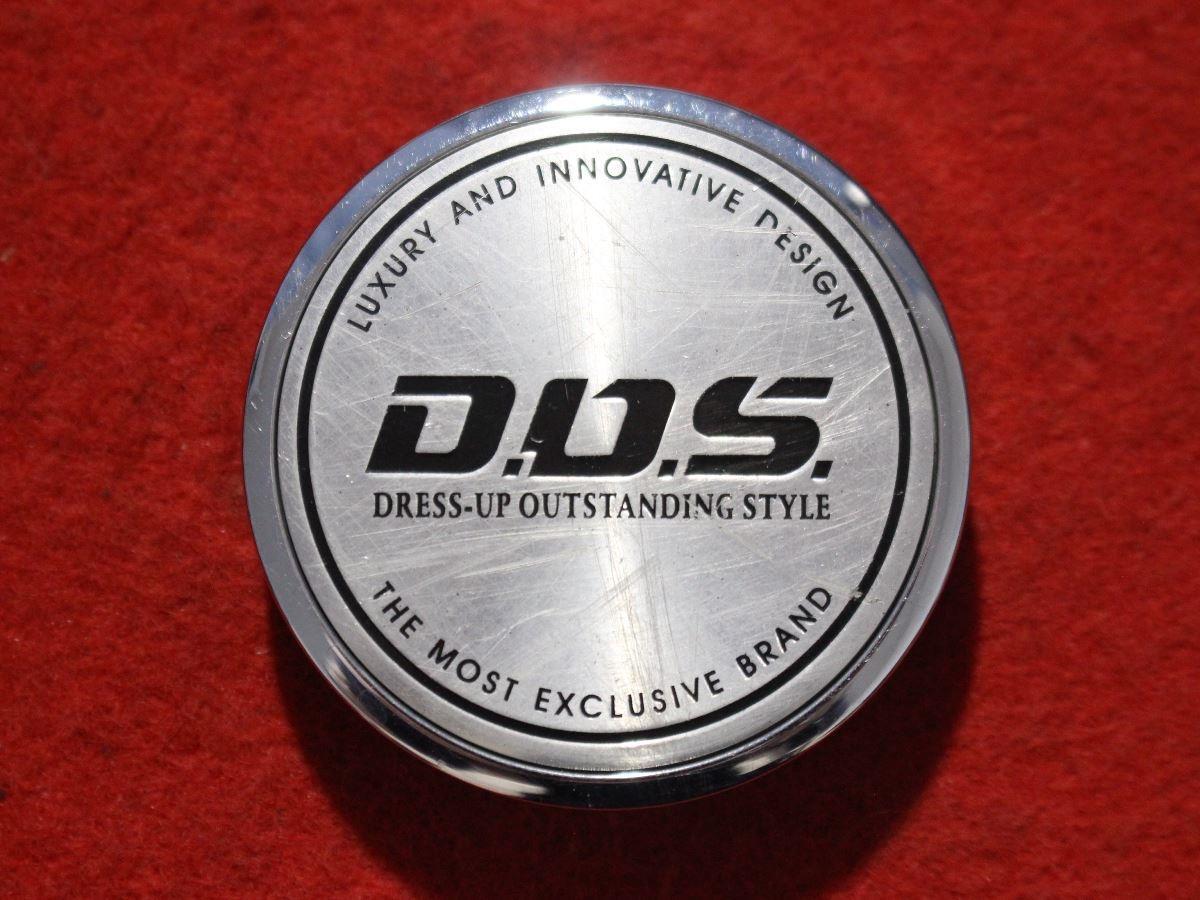 LUXURY AND INNOVATIVE DESIGN
D.O.S.
DRESS-UP OUTSTANDING STYLE
THE MOST EXCLUSIVE BRAND